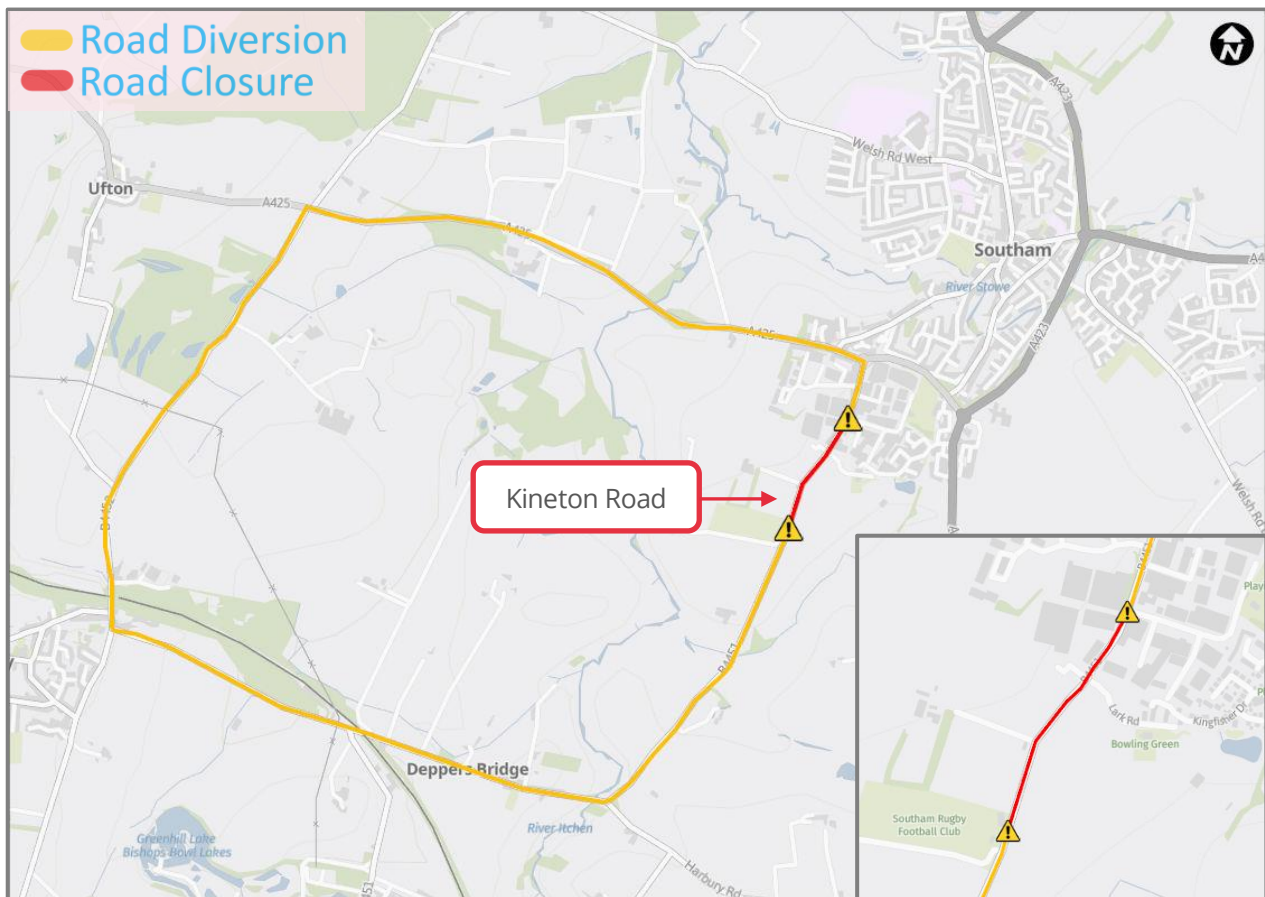 Road Diversion
Road Closure
N
A423
Welsh Rd West
Ufton
A425
A425
Southam
A4
River Stowe
A425
A423
Kineton Road
Welsh Rd
B4452
A
B4451
Deppers Bridge
River Itchen
Greenhill Lake
Bishops Bowl Lakes
Harbury Rd
B4451
Play
B4451
Lark Rd
Kingfisher D
Bowling Green
Southam Rugby
Football Club